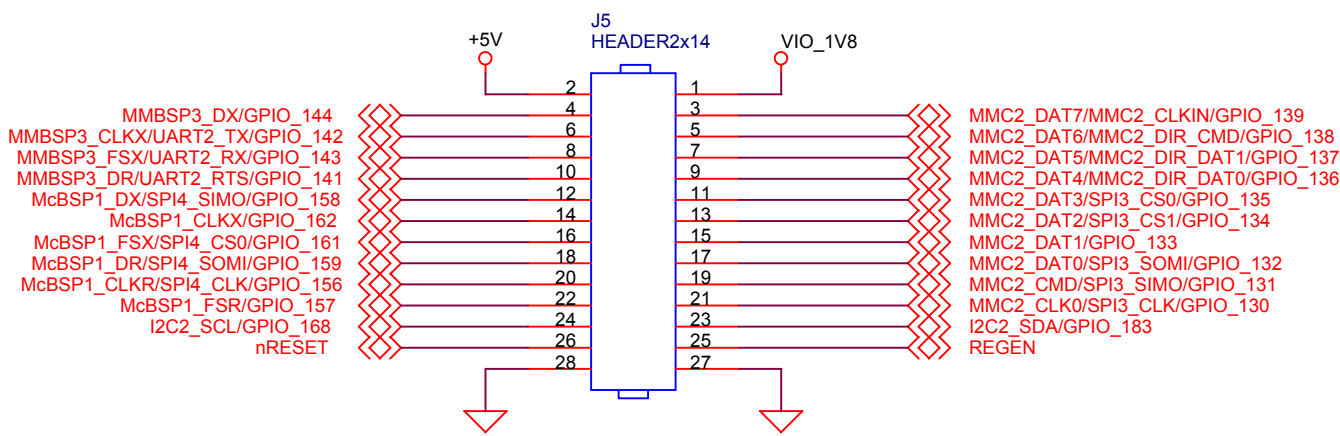 J5
HEADER2x14
+5V
VIO_1V8
2 1
MMBSP3_DX/GPIO_144 4 3 MMC2_DAT7/MMC2_CLKIN/GPIO_139
MMBSP3_CLKX/UART2_TX/GPIO_142 6 5 MMC2_DAT6/MMC2_DIR_CMD/GPIO_138
MMBSP3_FSX/UART2_RX/GPIO_143 8 7 MMC2_DAT5/MMC2_DIR_DAT1/GPIO_137
MMBSP3_DR/UART2_RTS/GPIO_141 10 9 MMC2_DAT4/MMC2_DIR_DAT0/GPIO_136
McBSP1_DX/SPI4_SIMO/GPIO_158 12 11 MMC2_DAT3/SPI3_CS0/GPIO_135
McBSP1_CLKX/GPIO_162 14 13 MMC2_DAT2/SPI3_CS1/GPIO_134
McBSP1_FSX/SPI4_CS0/GPIO_161 16 15 MMC2_DAT1/GPIO_133
McBSP1_DR/SPI4_SOMI/GPIO_159 18 17 MMC2_DAT0/SPI3_SOMI/GPIO_132
McBSP1_CLKR/SPI4_CLK/GPIO_156 20 19 MMC2_CMD/SPI3_SIMO/GPIO_131
McBSP1_FSR/GPIO_157 22 21 MMC2_CLK0/SPI3_CLK/GPIO_130
I2C2_SCL/GPIO_168 24 23 I2C2_SDA/GPIO_183
nRESET 26 25 REGEN
28 27